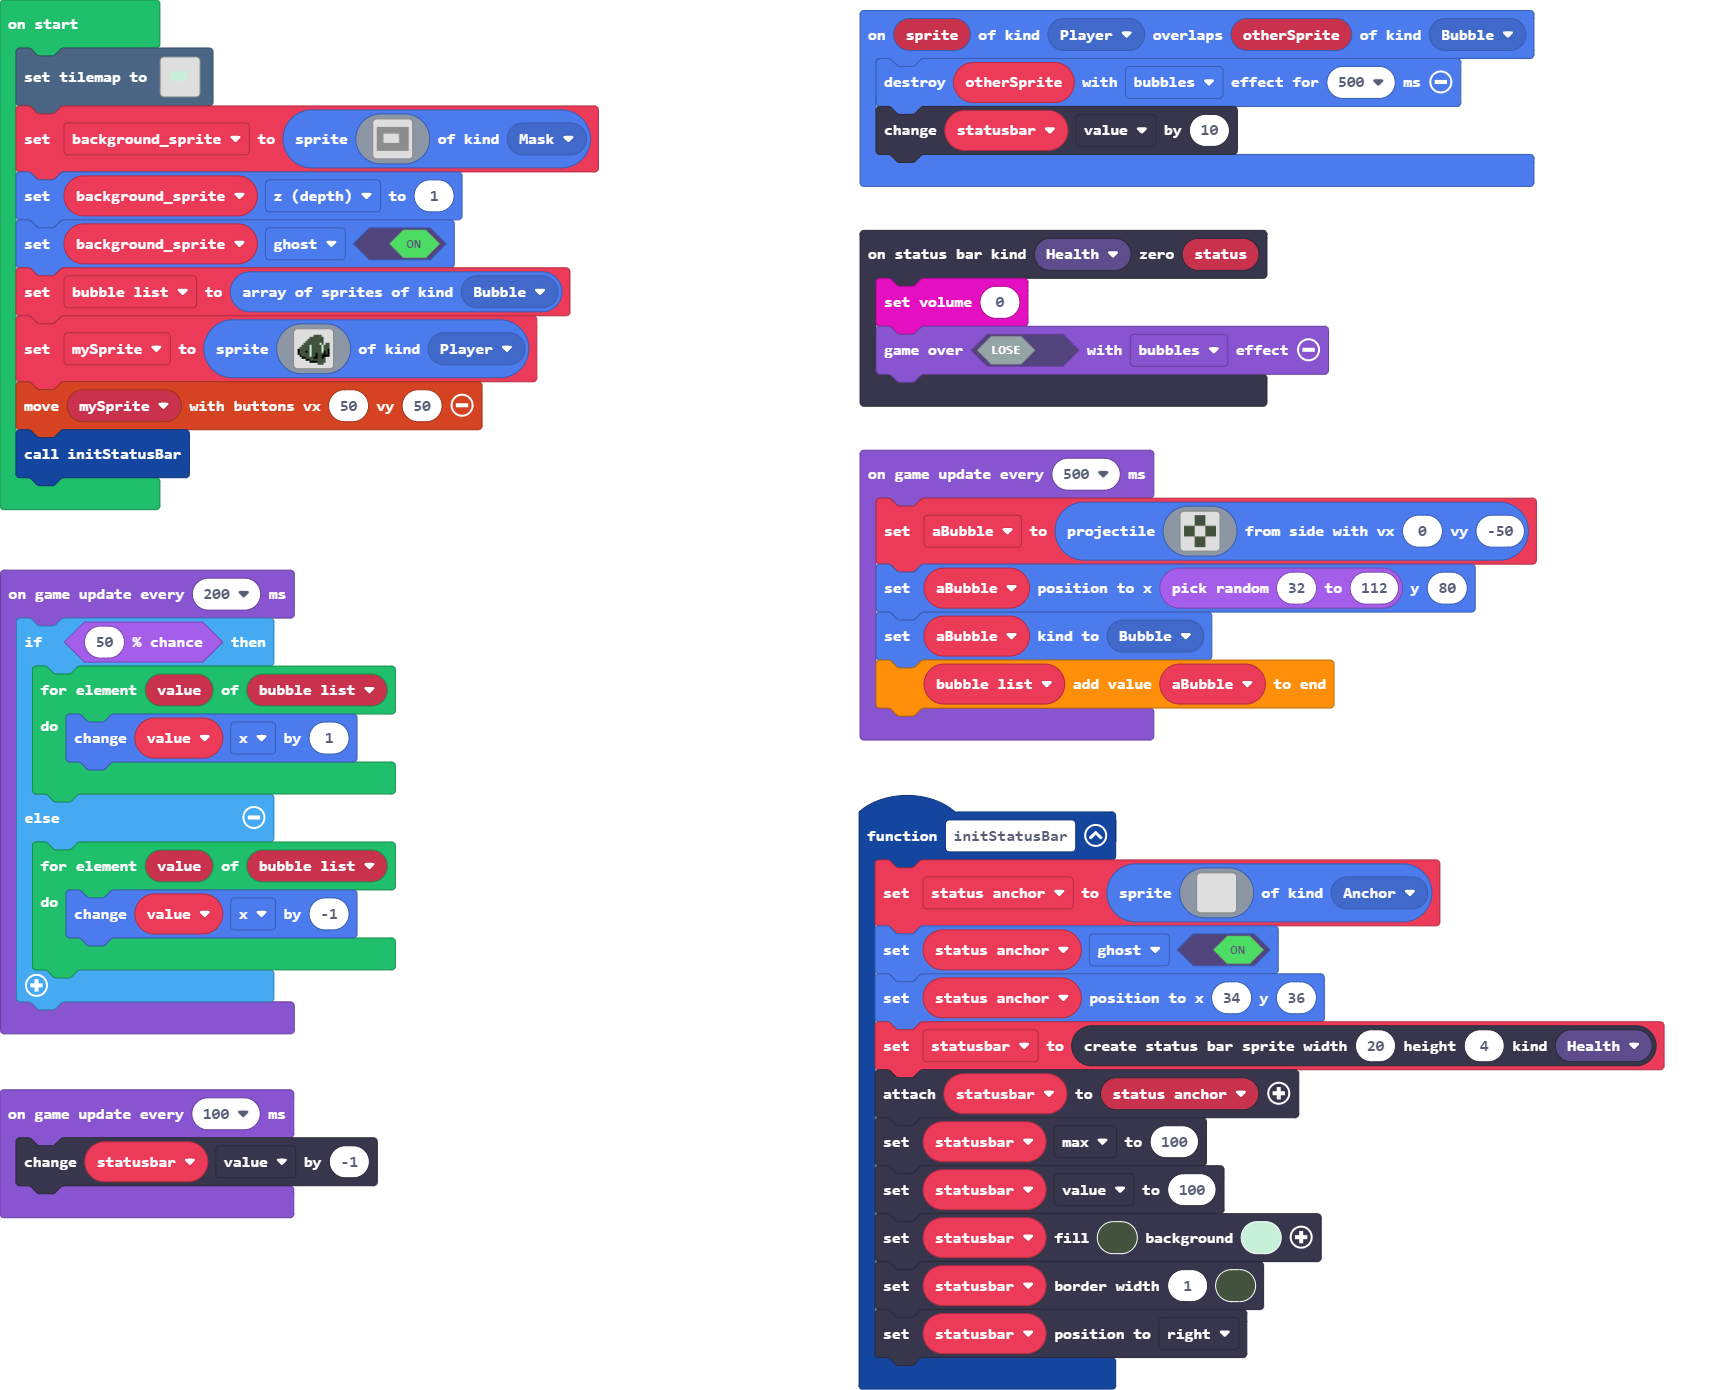 on start
set tilemap to
set background_sprite to sprite of kind Mask
set background_sprite z (depth) to 1
set background_sprite ghost ON
set bubble list to array of sprites of kind Bubble
set mySprite to sprite of kind Player
move mySprite with buttons vx 50 vy 50
call initStatusBar
on game update every 200 ms
if 50 % chance then
for element value of bubble list
do change value x by 1
else
for element value of bubble list
do change value x by -1
on game update every 100 ms
change statusbar value by -1
on sprite of kind Player overlaps otherSprite of kind Bubble
destroy otherSprite with bubbles effect for 500 ms
change statusbar value by 10
on status bar kind Health zero status
set volume 0
game over LOSE with bubbles effect
on game update every 500 ms
set aBubble to projectile from side with vx 0 vy -50
set aBubble position to x pick random 32 to 112 y 80
set aBubble kind to Bubble
bubble list add value aBubble to end
function initStatusBar
set status anchor to sprite of kind Anchor
set status anchor ghost ON
set status anchor position to x 34 y 36
set statusbar to create status bar sprite width 20 height 4 kind Health
attach statusbar to status anchor
set statusbar max to 100
set statusbar value to 100
set statusbar fill background
set statusbar border width 1
set statusbar position to right